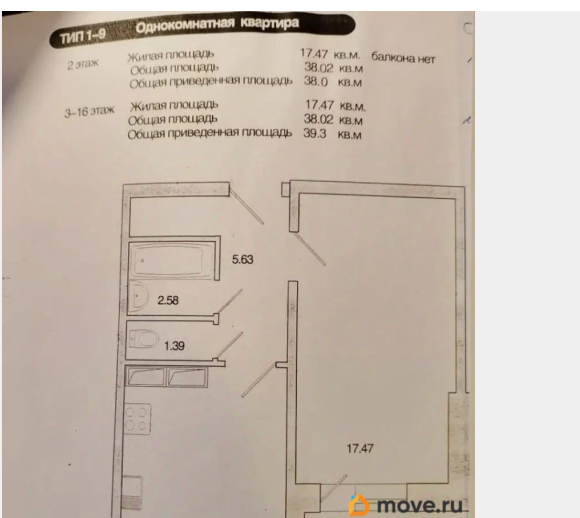 ТИП 1–9 Однокомнатная квартира
2 этаж Жилая площадь 17.47 кв.м. балкона нет
Общая площадь 38.02 кв.м
Общая приведенная площадь 38.0 кв.м
3–16 этаж Жилая площадь 17.47 кв.м.
Общая площадь 38.02 кв.м
Общая приведенная площадь 39.3 кв.м
5.63
2.58
1.39
17.47
move.ru